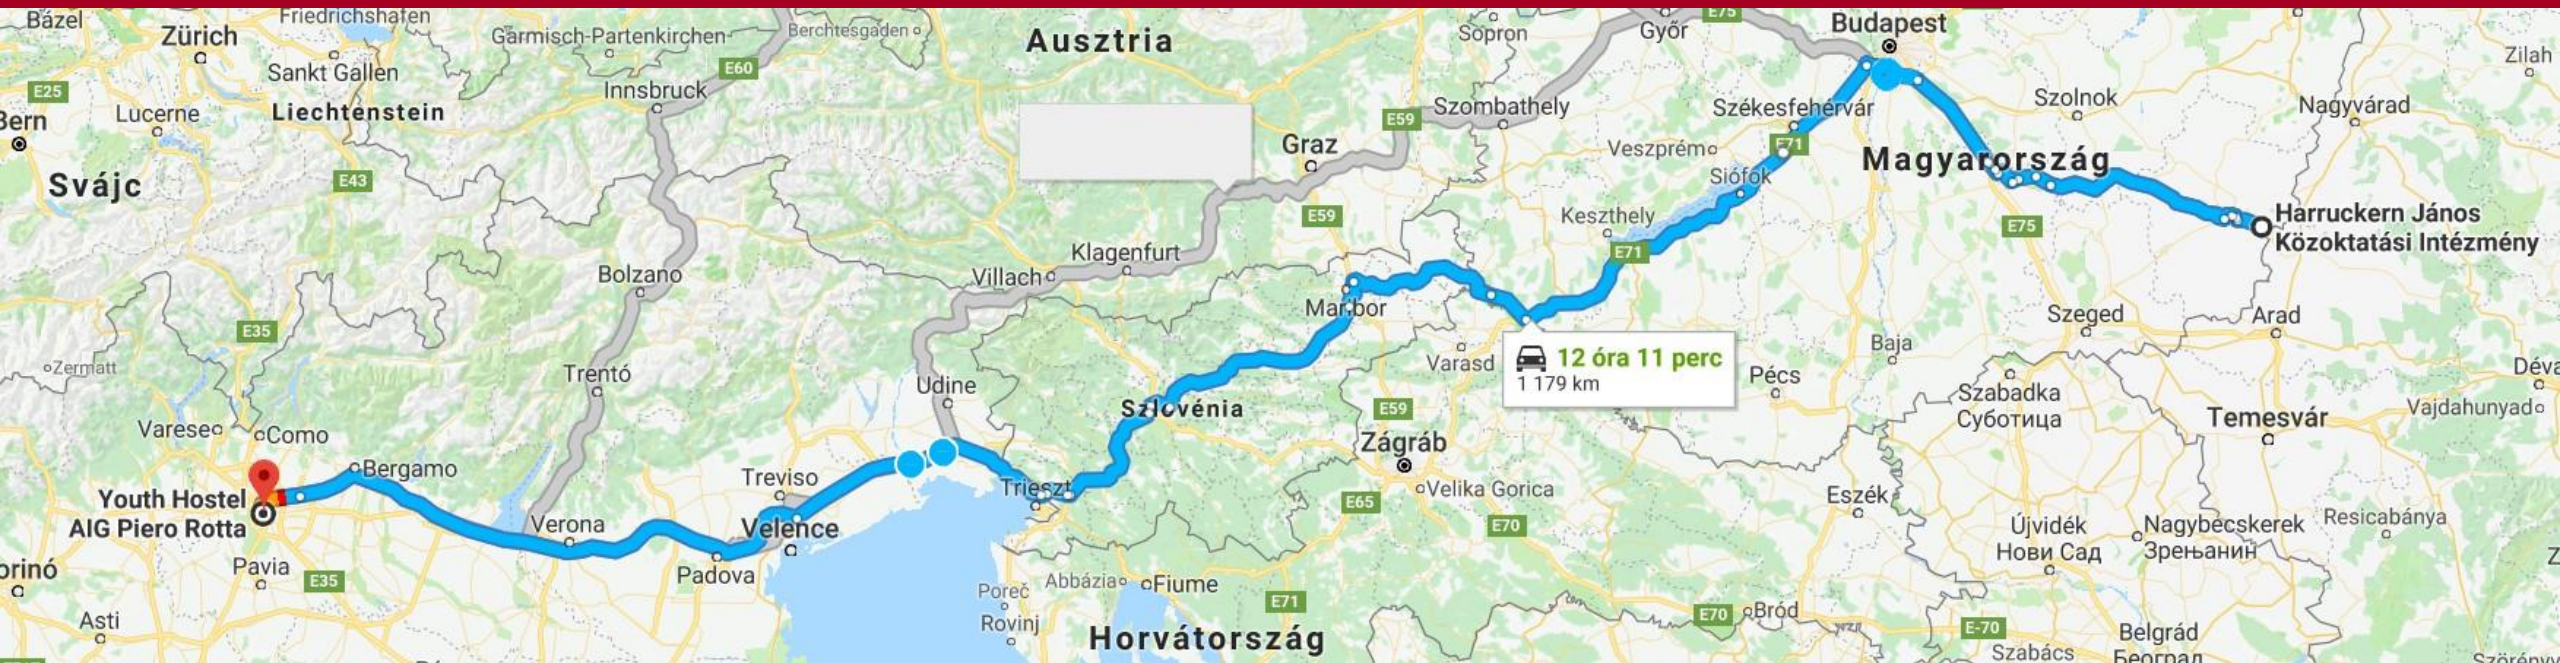 Bázel
Friedrichshafen
Zürich
Garmisch-Partenkirchen
Berchtesgaden
Ausztria
Sopron
Győr
E75
Budapest
Zilah
Sankt Gallen
E60
E25
Liechtenstein
Innsbruck
Lucerne
Bern
Szombathely
E59
Székesfehérvár
Szolnok
Nagyvárad
Graz
Veszprém
E71
Magyarország
Svájc
E43
Siófok
E59
Keszthely
E75
Harruckern János
Közoktatási Intézmény
Klagenfurt
E71
Bolzano
Villach
Maribor
Szeged
Arad
E35
Baja
Varasd
12 óra 11 perc
1 179 km
Zermatt
Trentó
Udine
Pécs
Déva
Szabadka
Суботица
Szlovénia
E59
Vajdahunyad
Varese
Como
Temesvár
Zágráb
Bergamo
Treviso
Trieszt
Velika Gorica
Youth Hostel
AIG Piero Rotta
E65
Eszék
Verona
Velence
E70
Újvidék
Нови Сад
Nagybecskerek
Зрењанин
Resicabánya
Pavia
E35
Padova
orinó
Poreč
Abbázia
Fiume
E71
E70
Bród
Asti
Rovinj
Horvátország
E-70
Belgrád
Београд
Szabács